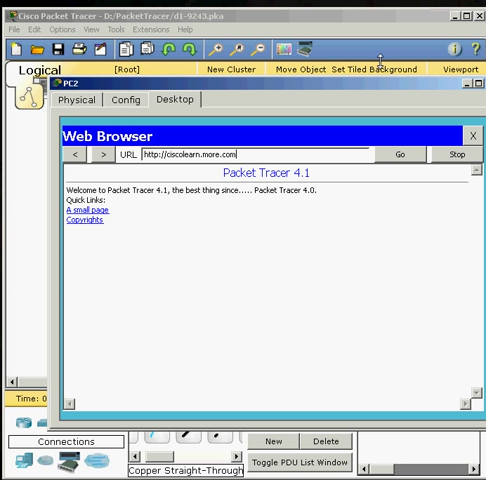 Cisco Packet Tracer - D:/PacketTracer/d1-9243.pka
File Edit Options View Tools Extensions Help
Logical [Root] New Cluster Move Object Set Tiled Background Viewport
PC2
Physical Config Desktop
Web Browser X
< > URL http://ciscolearn.more.com Go Stop
Packet Tracer 4.1
Welcome to Packet Tracer 4.1, the best thing since..... Packet Tracer 4.0.
Quick Links:
A small page
Copyrights
Time: 0
Connections
New Delete
Toggle PDU List Window
Copper Straight-Through